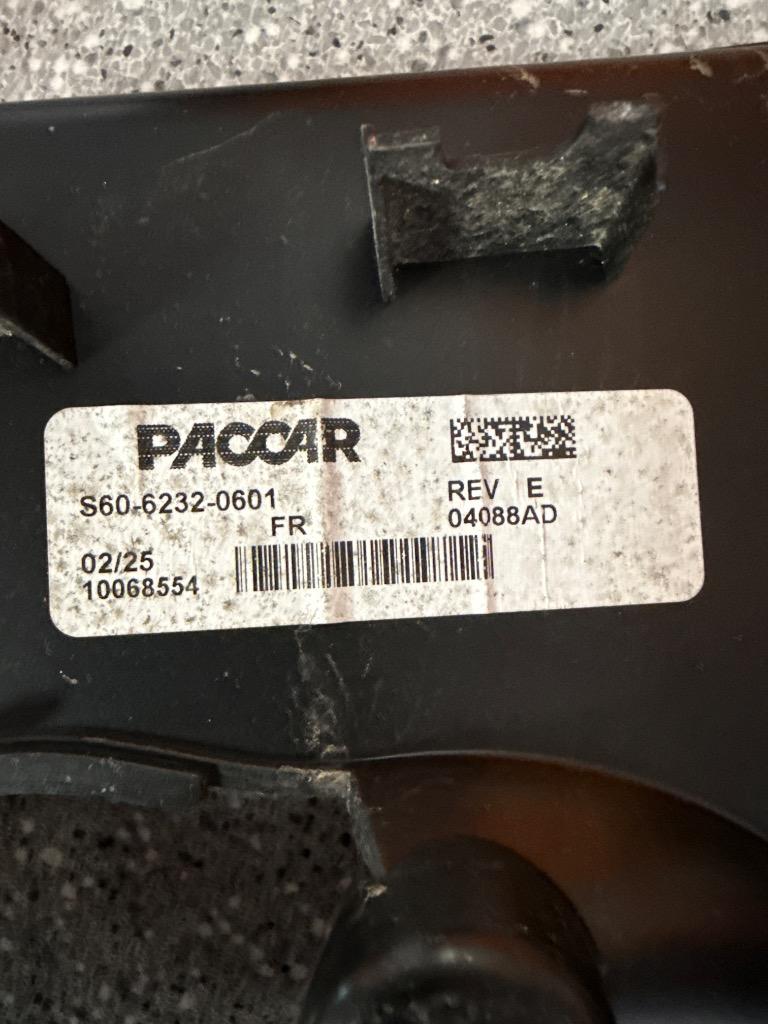 PACCAR
S60-6232-0601
FR
REV E
04088AD
02/25
10068554